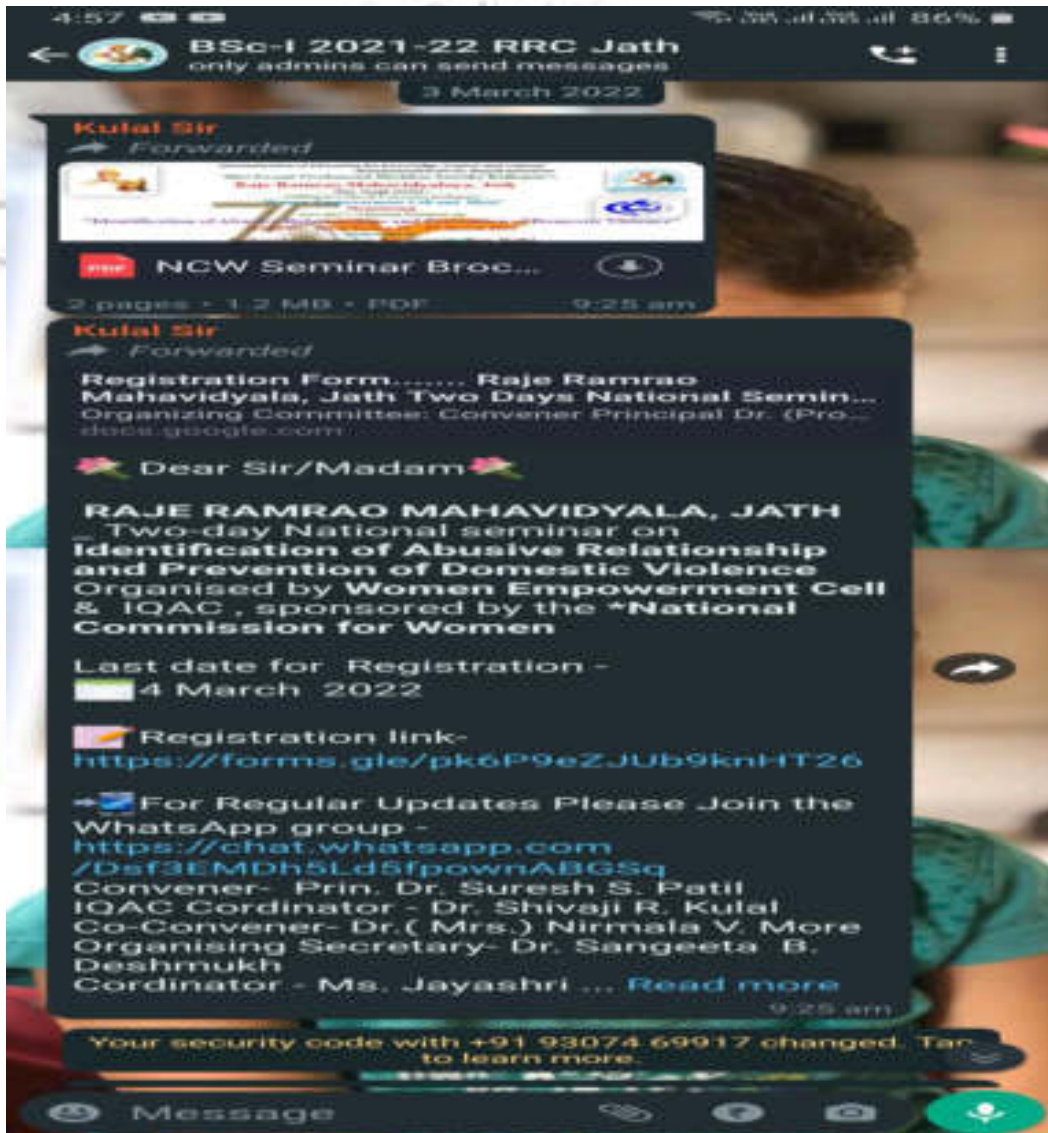 4:57 86%
BSc-I 2021-22 RRC Jath
only admins can send messages
3 March 2022
Kulal Sir
Forwarded
Raje Ramrao Mahavidyalaya, Jath
PDF NCW Seminar Broc...
2 pages • 1.2 MB • PDF 9:25 am
Kulal Sir
Forwarded
Registration Form....... Raje Ramrao
Mahavidyala, Jath Two Days National Semin...
Organizing Committee: Convener Principal Dr. (Pro...
docs.google.com
Dear Sir/Madam
RAJE RAMRAO MAHAVIDYALA, JATH
_ Two-day National seminar on
Identification of Abusive Relationship
and Prevention of Domestic Violence
Organised by Women Empowerment Cell
& IQAC , sponsored by the *National
Commission for Women
Last date for Registration -
4 March 2022
Registration link-
https://forms.gle/pk6P9eZJUb9knHT26
For Regular Updates Please Join the
WhatsApp group -
https://chat.whatsapp.com
/Dsf3EMDh5Ld5fpownABGSq
Convener- Prin. Dr. Suresh S. Patil
IQAC Cordinator - Dr. Shivaji R. Kulal
Co-Convener- Dr.( Mrs.) Nirmala V. More
Organising Secretary- Dr. Sangeeta B.
Deshmukh
Cordinator - Ms. Jayashri ... Read more
9:25 am
Your security code with +91 93074 69917 changed. Tap
to learn more.
Message